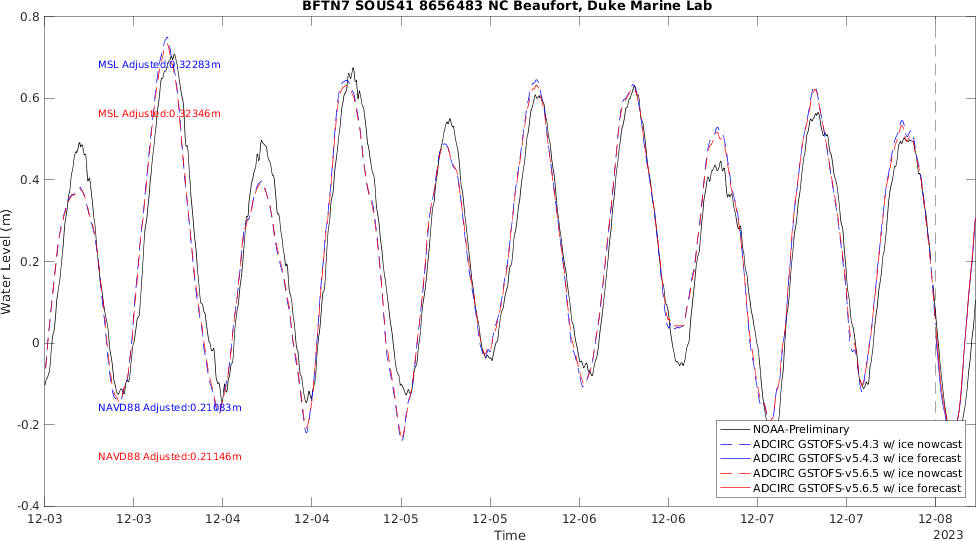 BFTN7 SOUS41 8656483 NC Beaufort, Duke Marine Lab
0.8
0.6
0.4
0.2
0
-0.2
-0.4
Water Level (m)
MSL Adjusted:0.32283m
MSL Adjusted:0.32346m
NAVD88 Adjusted:0.21083m
NAVD88 Adjusted:0.21146m
NOAA-Preliminary
ADCIRC GSTOFS-v5.4.3 w/ ice nowcast
ADCIRC GSTOFS-v5.4.3 w/ ice forecast
ADCIRC GSTOFS-v5.6.5 w/ ice nowcast
ADCIRC GSTOFS-v5.6.5 w/ ice forecast
12-03 12-03 12-04 12-04 12-05 12-05 12-06 12-06 12-07 12-07 12-08
Time
2023